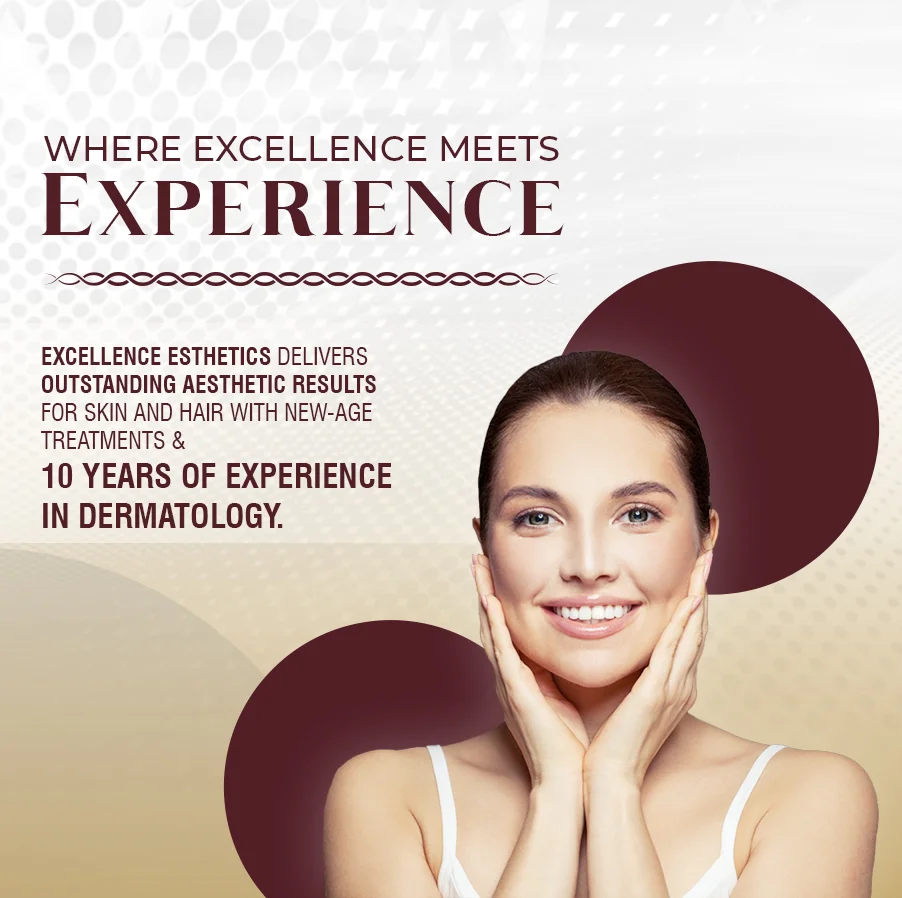 WHERE EXCELLENCE MEETS
EXPERIENCE
EXCELLENCE ESTHETICS DELIVERS
OUTSTANDING AESTHETIC RESULTS
FOR SKIN AND HAIR WITH NEW-AGE
TREATMENTS &
10 YEARS OF EXPERIENCE
IN DERMATOLOGY.